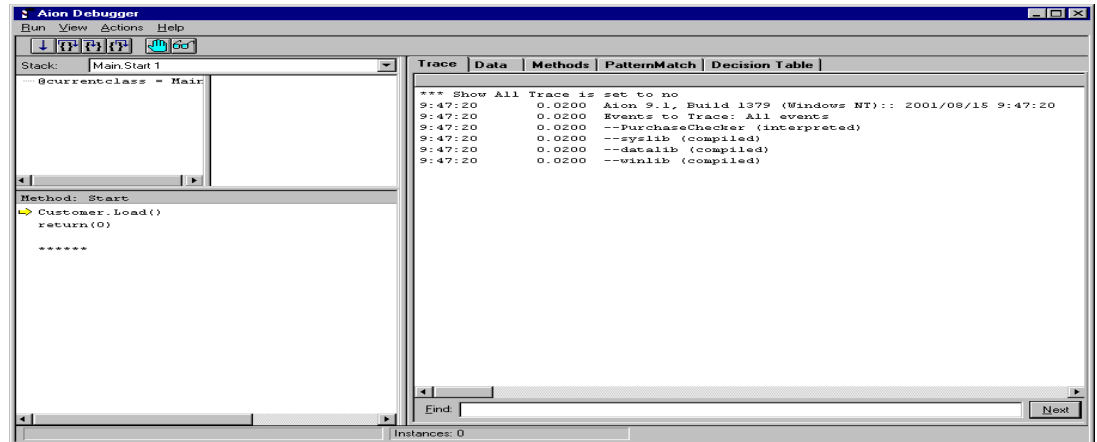 Aion Debugger
Run View Actions Help
Stack: Main.Start 1
@currentclass = Main
Method: Start
Customer.Load()
return(0)
******
Trace Data Methods PatternMatch Decision Table
*** Show All Trace is set to no
9:47:20 0.0200 Aion 9.1, Build 1379 (Windows NT):: 2001/08/15 9:47:20
9:47:20 0.0200 Events to Trace: All events
9:47:20 0.0200 --PurchaseChecker (interpreted)
9:47:20 0.0200 --syslib (compiled)
9:47:20 0.0200 --datalib (compiled)
9:47:20 0.0200 --winlib (compiled)
Find: Next
Instances: 0